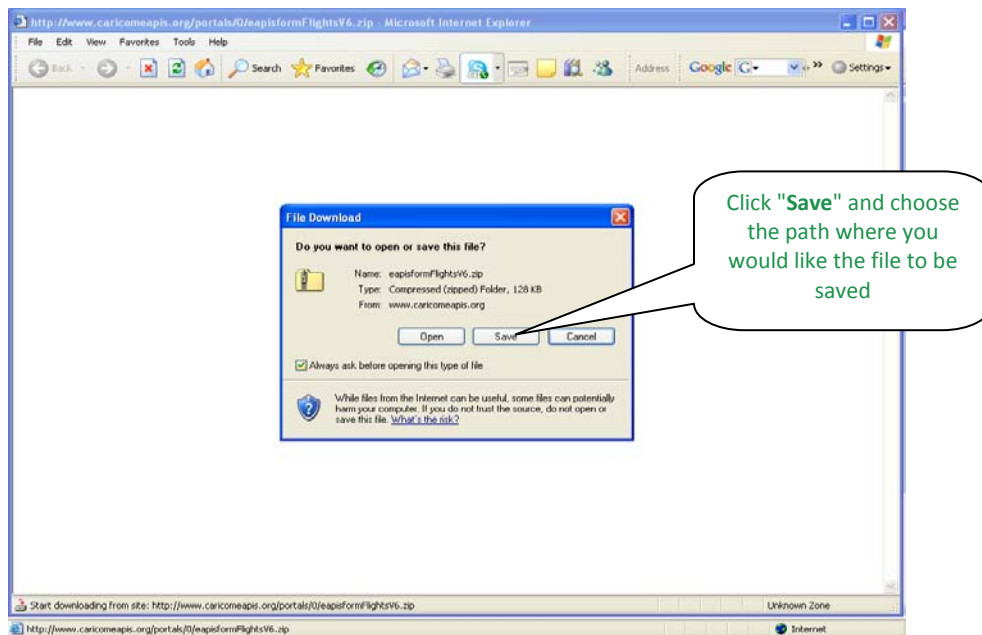 http://www.caricomeapis.org/portals/0/eapisformFlightsV6.zip - Microsoft Internet Explorer
File Edit View Favorites Tools Help
Back Search Favorites Address Google G Settings
File Download
Do you want to open or save this file?
Name: eapisformFlightsV6.zip
Type: Compressed (zipped) Folder, 128 KB
From: www.caricomeapis.org
Open Save Cancel
Always ask before opening this type of file
While files from the Internet can be useful, some files can potentially
harm your computer. If you do not trust the source, do not open or
save this file. What's the risk?
Click "Save" and choose
the path where you
would like the file to be
saved
Start downloading from site: http://www.caricomeapis.org/portals/0/eapisformFlightsV6.zip Unknown Zone
http://www.caricomeapis.org/portals/0/eapisformFlightsV6.zip Internet